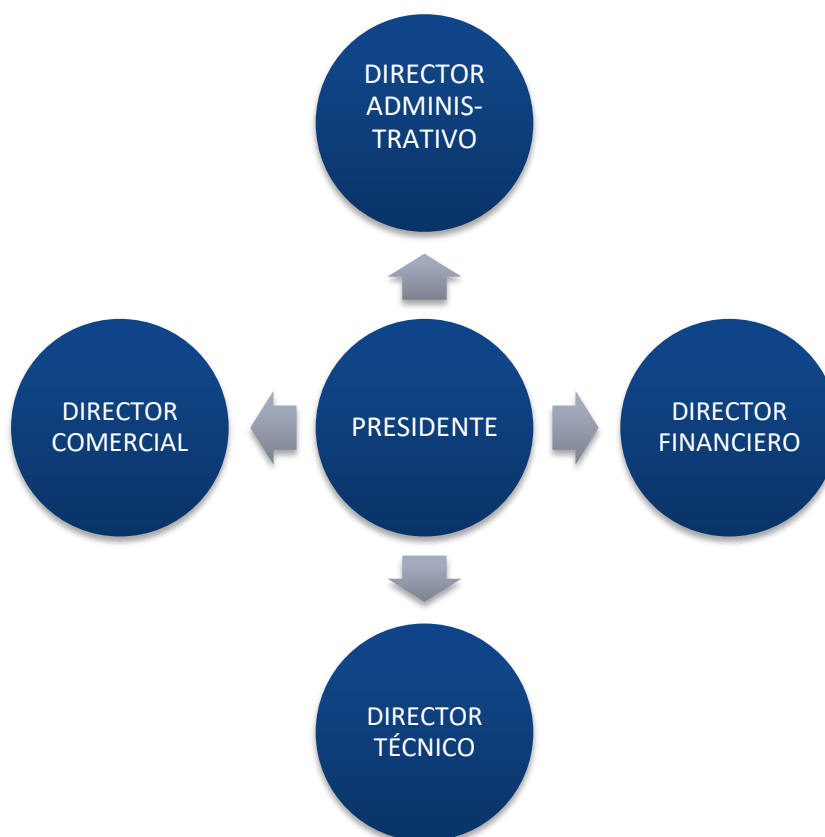 DIRECTOR
ADMINIS-
TRATIVO
DIRECTOR
COMERCIAL
PRESIDENTE
DIRECTOR
FINANCIERO
DIRECTOR
TÉCNICO